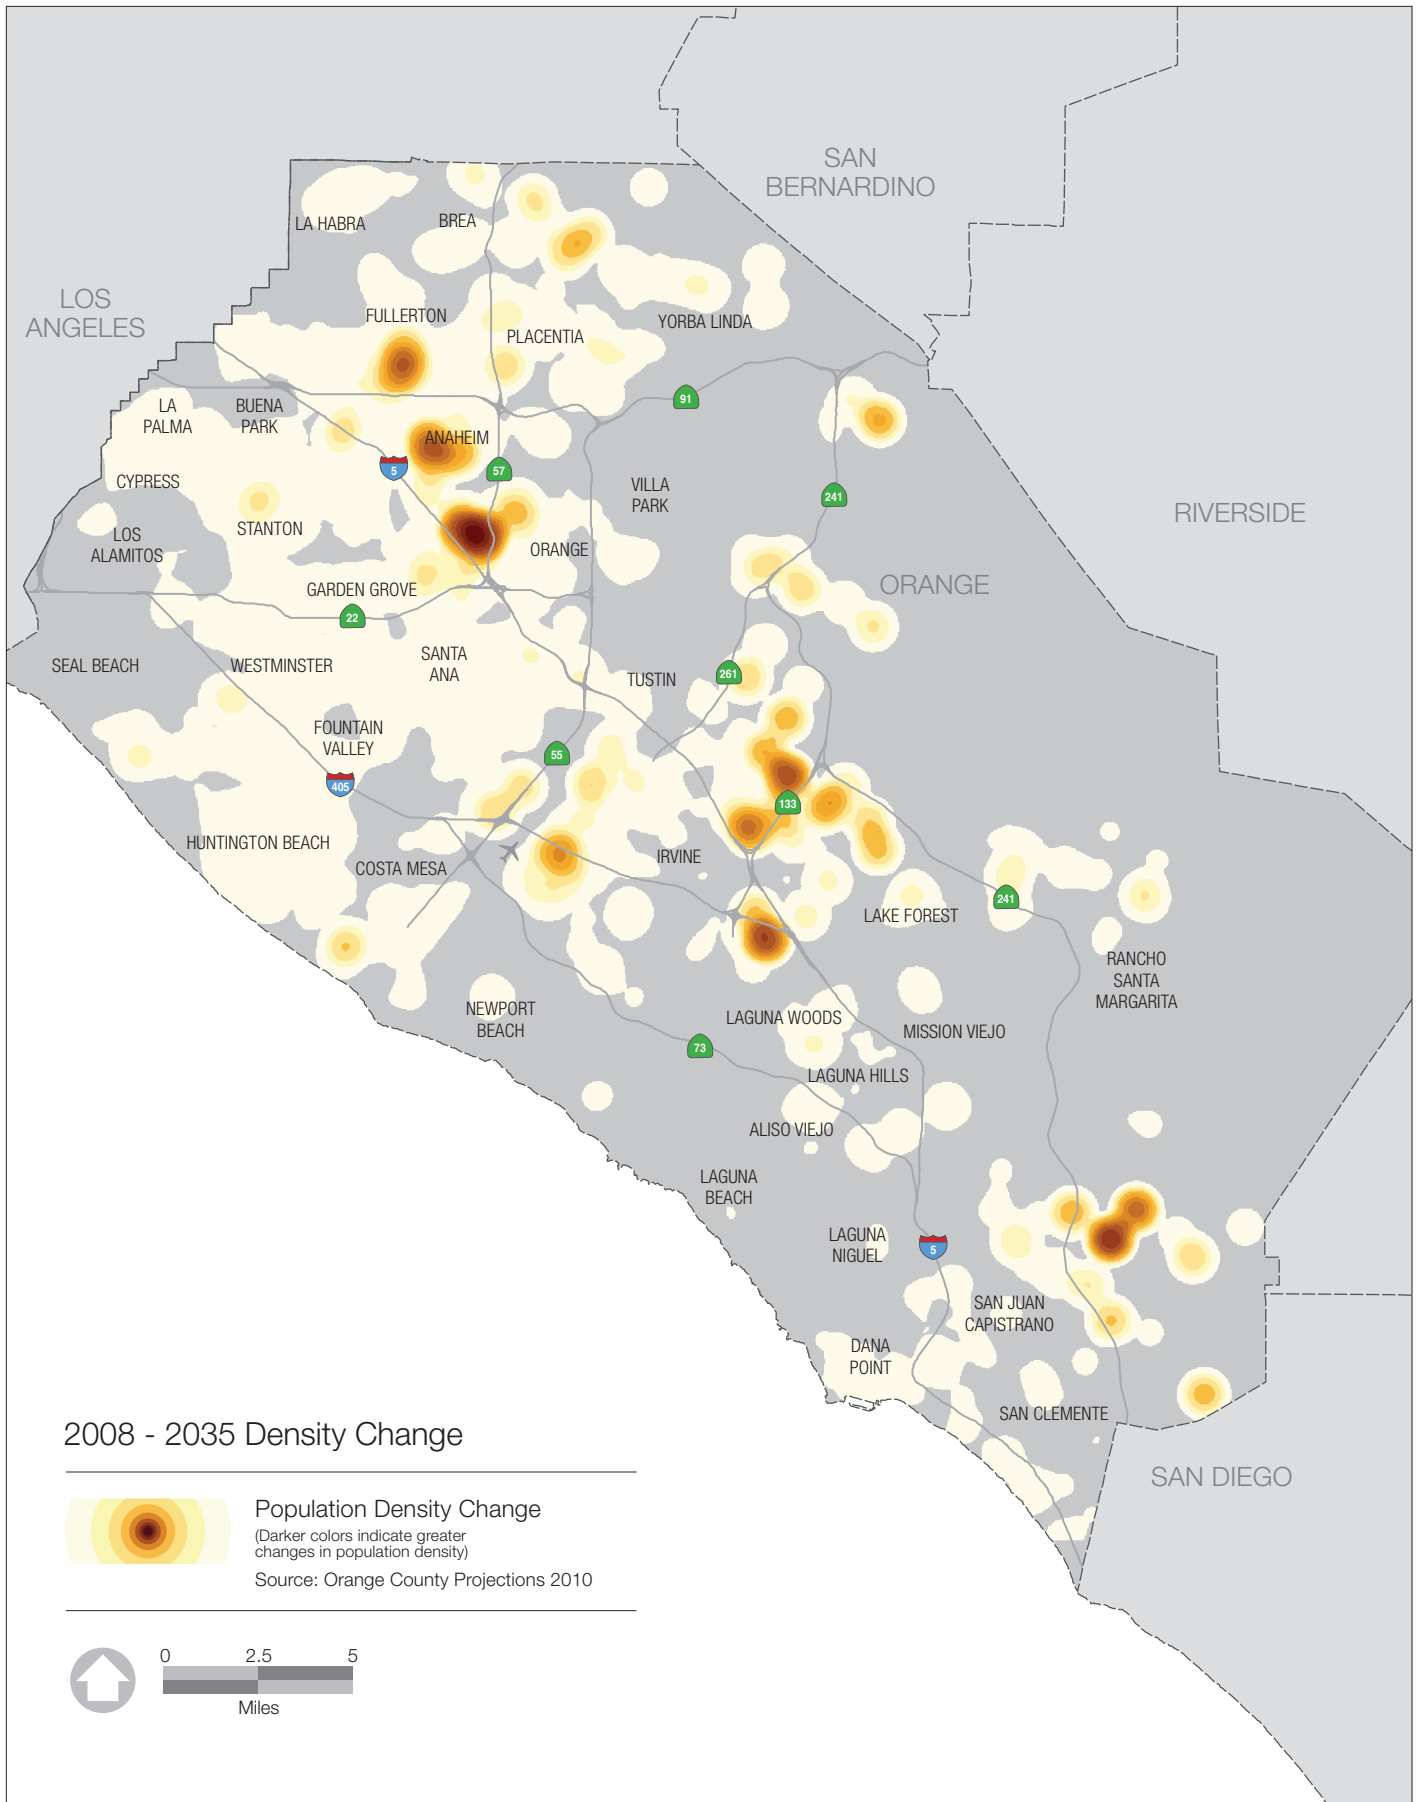 SAN
BERNARDINO
LOS
ANGELES
RIVERSIDE
ORANGE
SAN DIEGO
LA HABRA
BREA
FULLERTON
PLACENTIA
YORBA LINDA
LA
PALMA
BUENA
PARK
91
ANAHEIM
5
57
CYPRESS
VILLA
PARK
241
STANTON
LOS
ALAMITOS
ORANGE
GARDEN GROVE
22
SEAL BEACH
WESTMINSTER
SANTA
ANA
TUSTIN
261
FOUNTAIN
VALLEY
55
405
133
HUNTINGTON BEACH
COSTA MESA
IRVINE
LAKE FOREST
241
RANCHO
SANTA
MARGARITA
NEWPORT
BEACH
LAGUNA WOODS
MISSION VIEJO
73
LAGUNA HILLS
ALISO VIEJO
LAGUNA
BEACH
LAGUNA
NIGUEL
5
SAN JUAN
CAPISTRANO
DANA
POINT
SAN CLEMENTE
2008 - 2035 Density Change
Population Density Change
(Darker colors indicate greater
changes in population density)
Source: Orange County Projections 2010
0 2.5 5
Miles